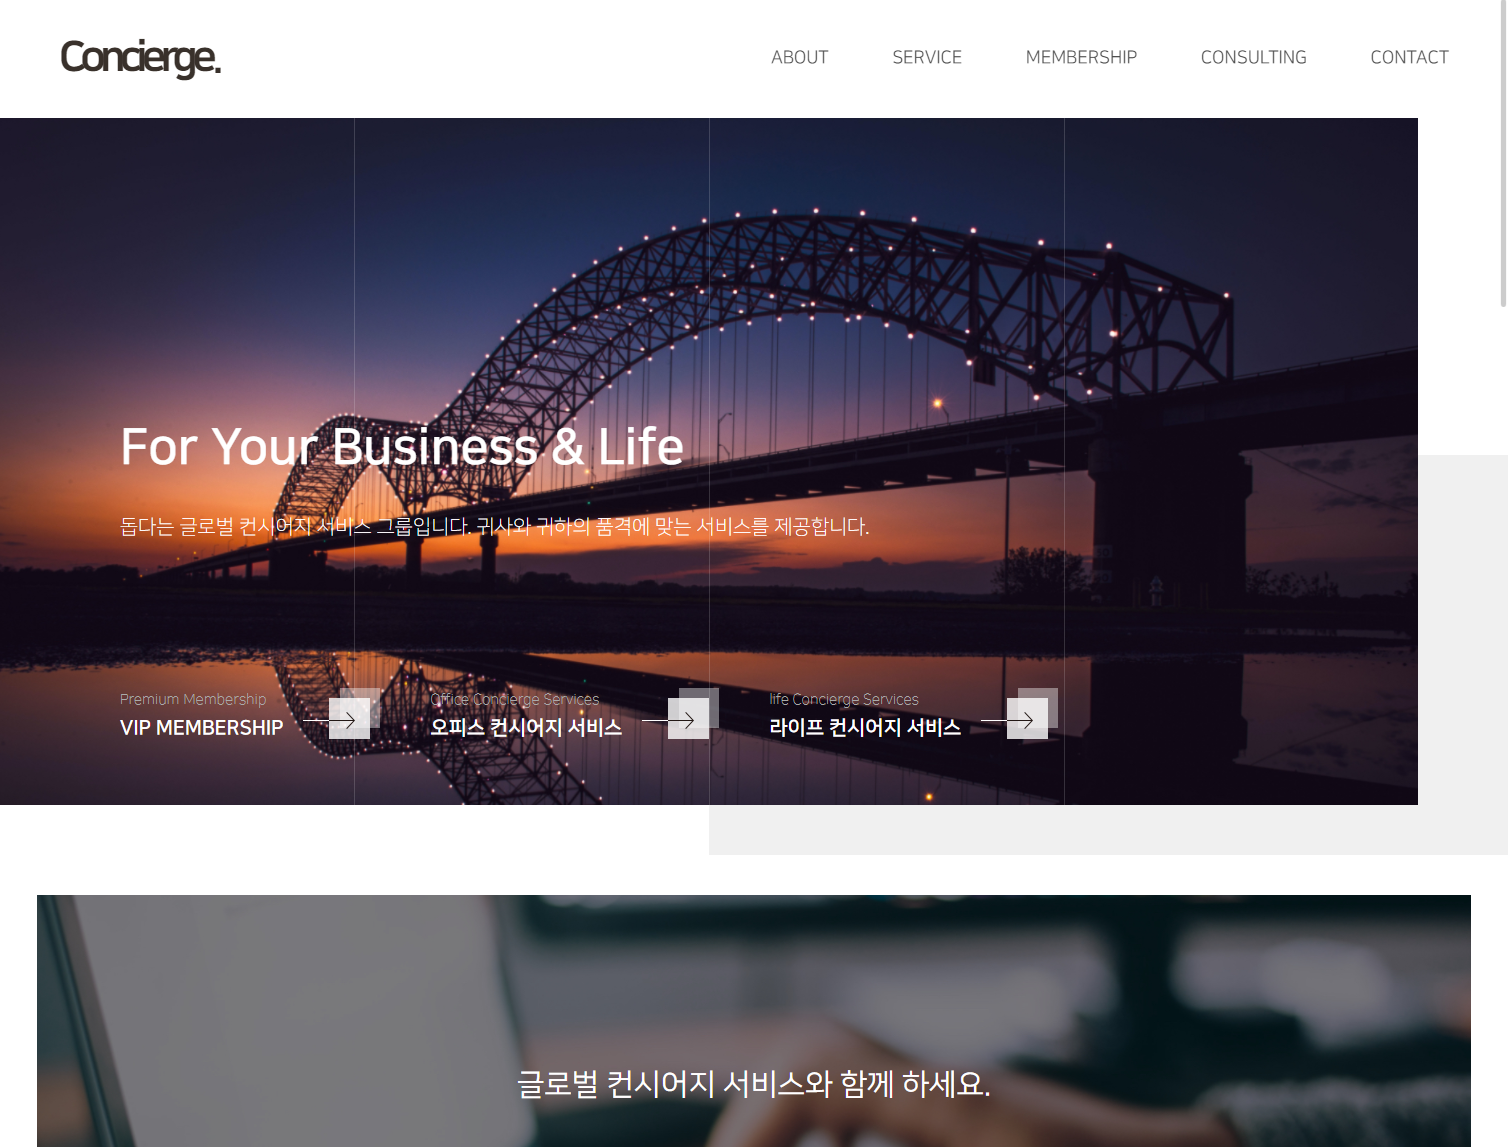 Concierge.
ABOUT SERVICE MEMBERSHIP CONSULTING CONTACT
For Your Business & Life
돕다는 글로벌 컨시어지 서비스 그룹입니다. 귀사와 귀하의 품격에 맞는 서비스를 제공합니다.
Premium Membership
VIP MEMBERSHIP
Office Concierge Services
오피스 컨시어지 서비스
life Concierge Services
라이프 컨시어지 서비스
글로벌 컨시어지 서비스와 함께 하세요.